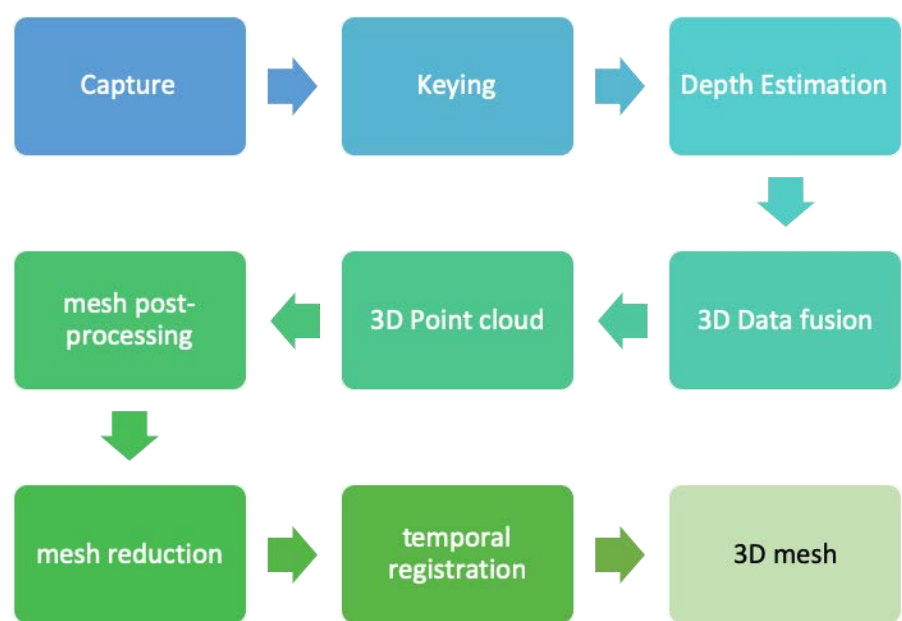 Capture
Keying
Depth Estimation
3D Data fusion
3D Point cloud
mesh post-
processing
mesh reduction
temporal
registration
3D mesh